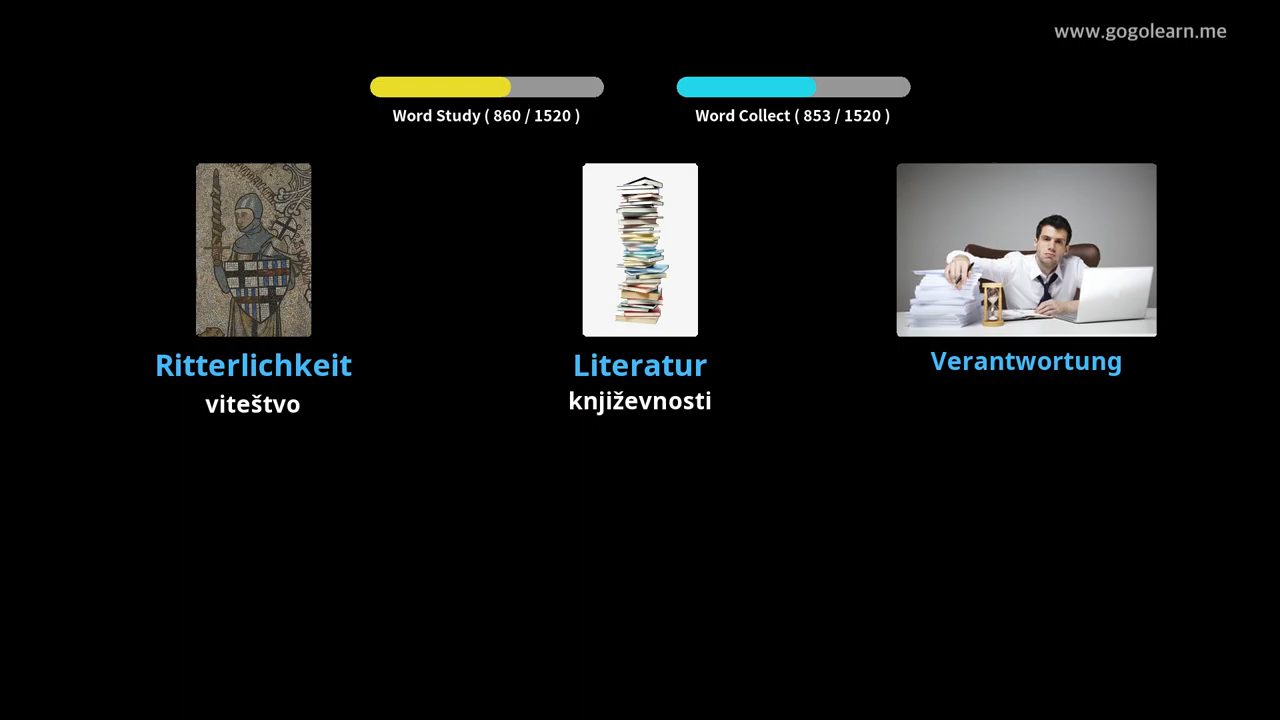 www.gogolearn.me
Word Study ( 860 / 1520 )
Word Collect ( 853 / 1520 )
Ritterlichkeit
Literatur
Verantwortung
viteštvo
književnosti